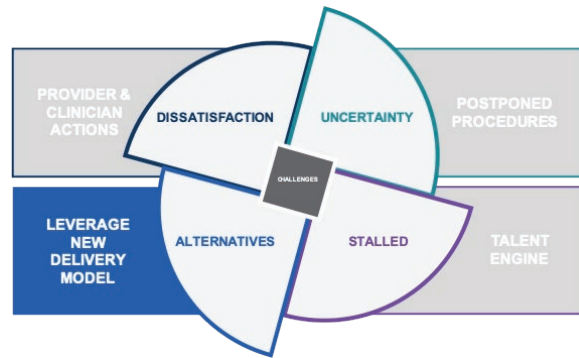 PROVIDER &
CLINICIAN
ACTIONS
DISSATISFACTION
UNCERTAINTY
POSTPONED
PROCEDURES
CHALLENGES
LEVERAGE
NEW
DELIVERY
MODEL
ALTERNATIVES
STALLED
TALENT
ENGINE